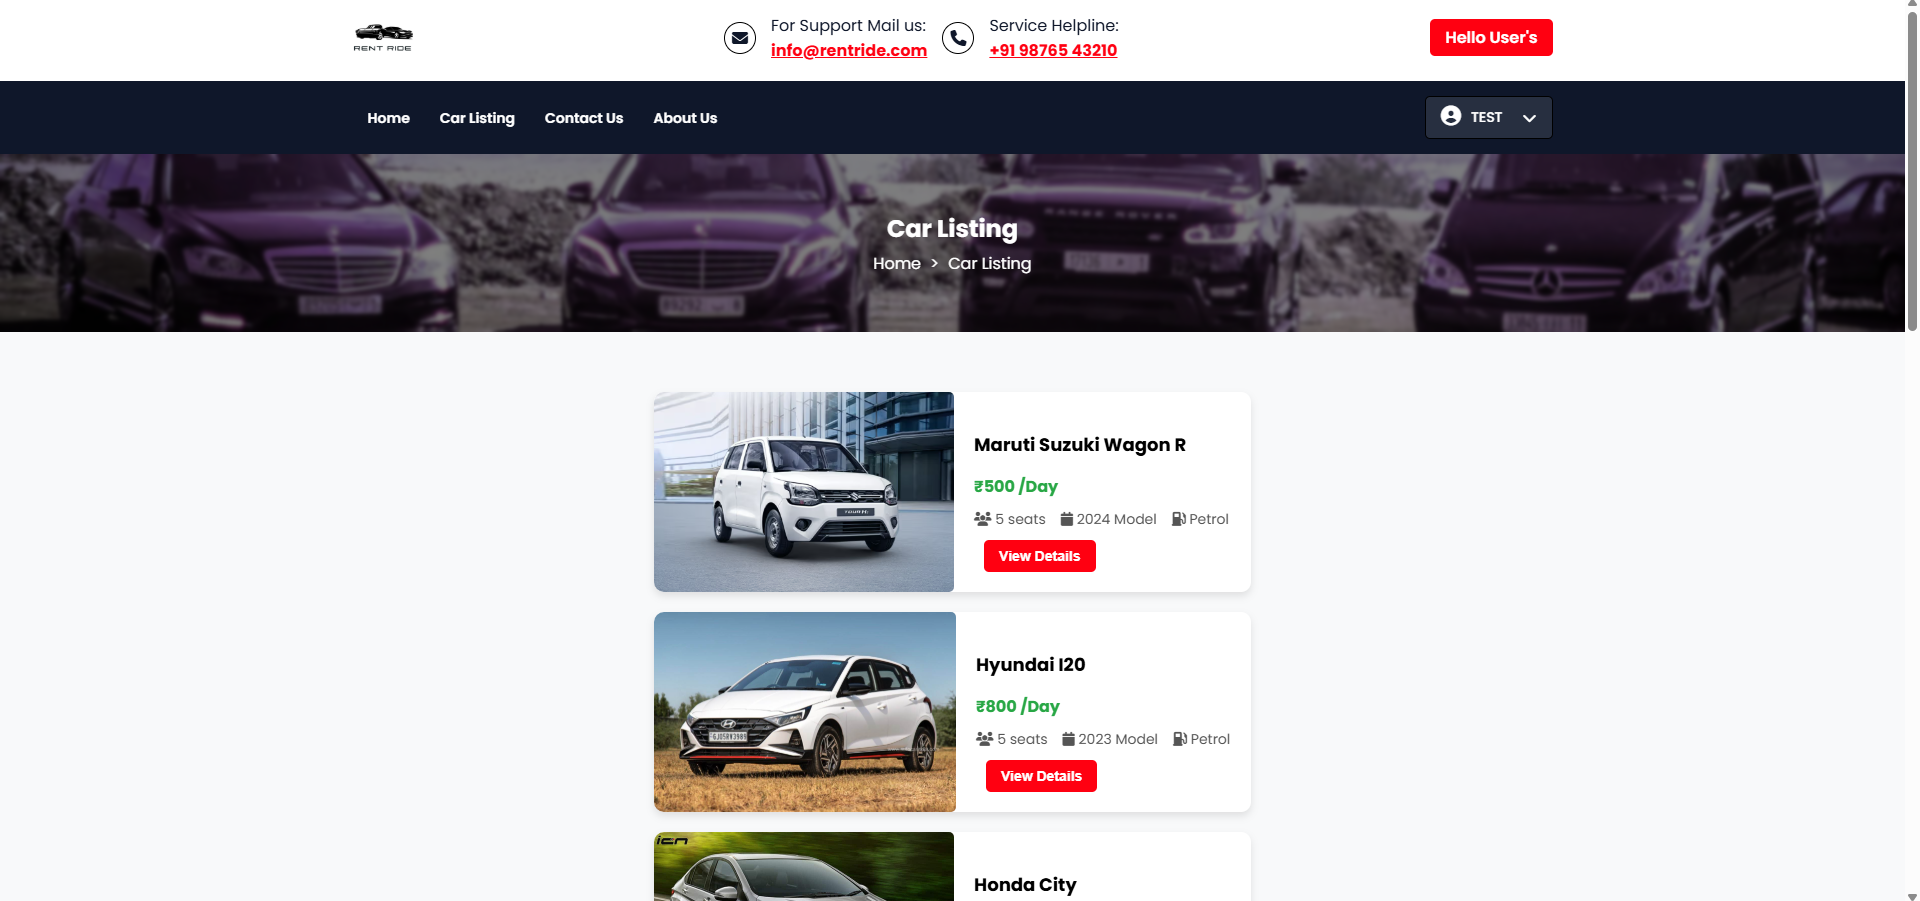 RENT RIDE
For Support Mail us:
info@rentride.com
Service Helpline:
+91 98765 43210
Hello User's
Home
Car Listing
Contact Us
About Us
TEST
Car Listing
Home > Car Listing
RANGE ROVER
Maruti Suzuki Wagon R
₹500 /Day
5 seats
2024 Model
Petrol
View Details
Hyundai I20
₹800 /Day
5 seats
2023 Model
Petrol
View Details
Honda City